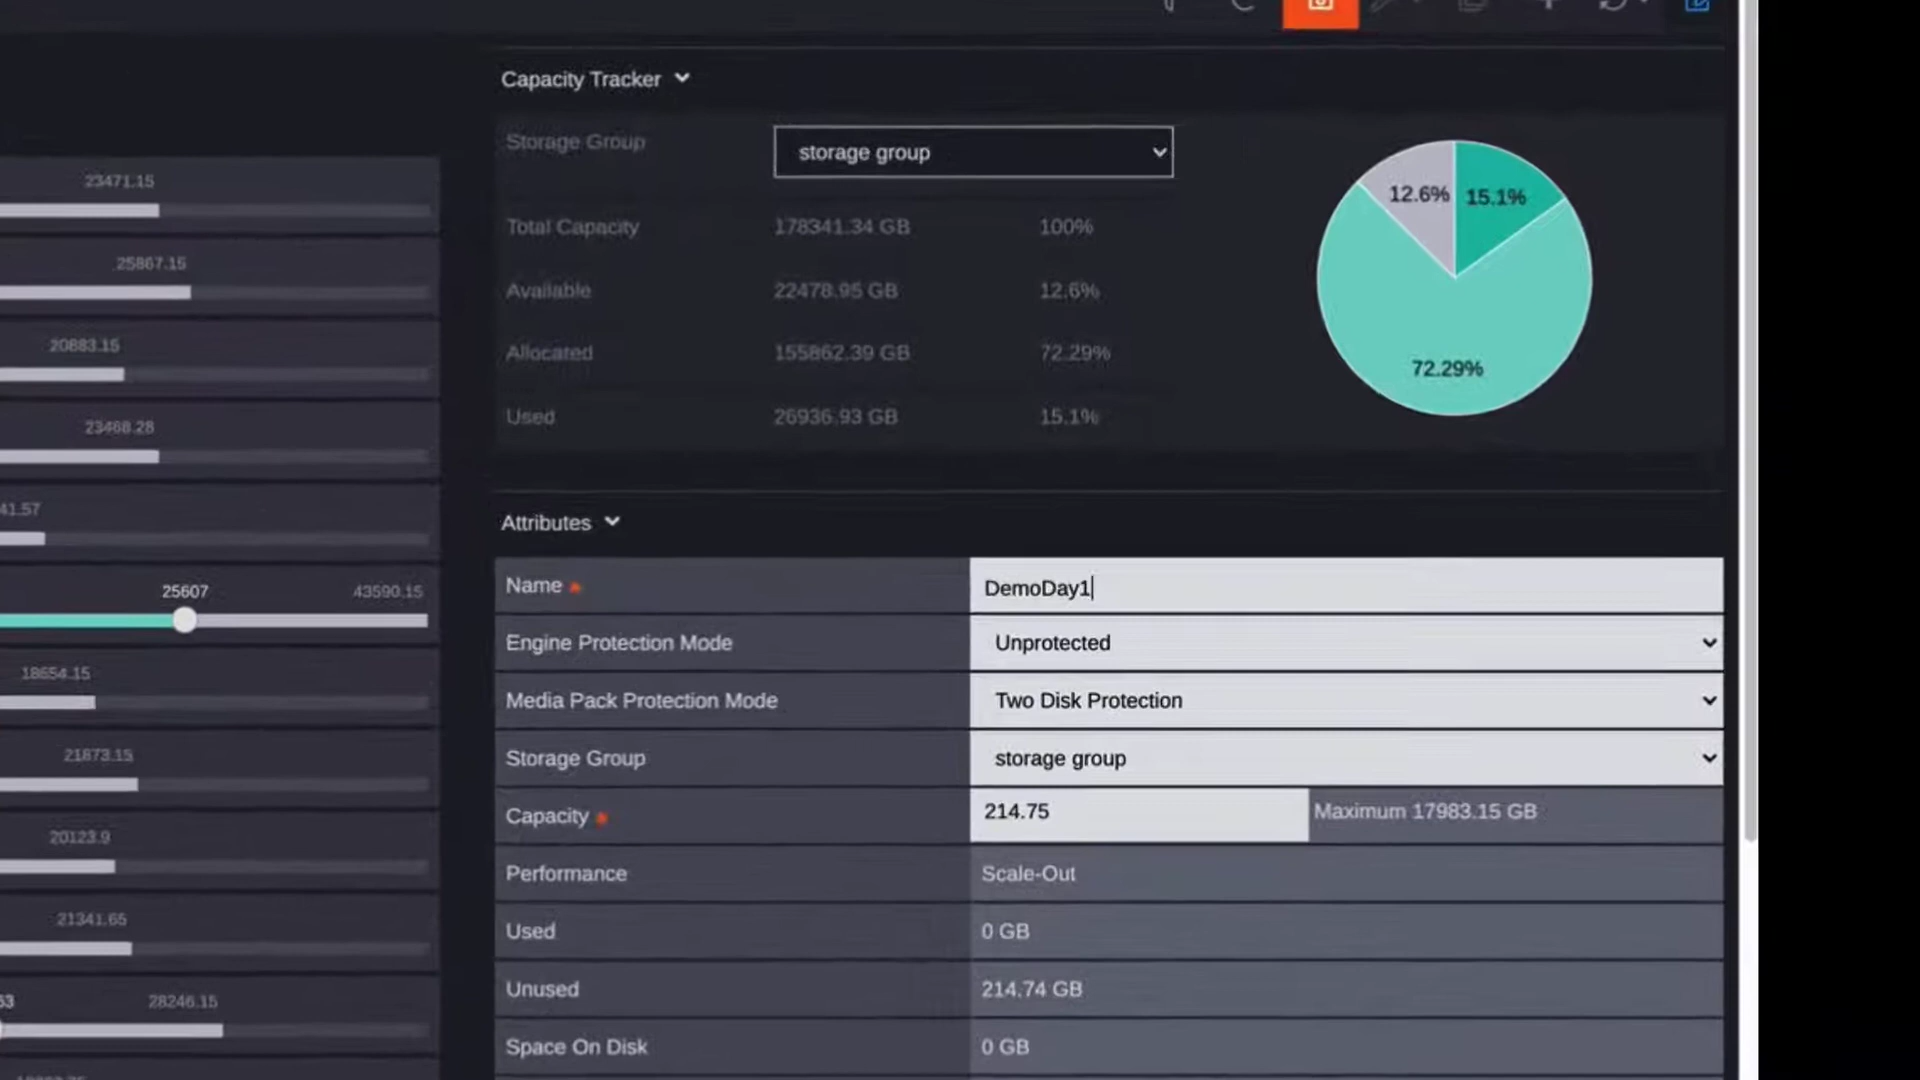 Capacity Tracker
Storage Group storage group
Total Capacity 178341.34 GB 100%
Available 22478.95 GB 12.6%
Allocated 155862.39 GB 72.29%
Used 26936.93 GB 15.1%
12.6% 15.1%
72.29%
23471.15
25867.15
20883.15
23468.28
41.57
25607 43590.15
18654.15
21873.15
20123.9
21341.65
53 28246.15
Attributes
Name * DemoDay1
Engine Protection Mode Unprotected
Media Pack Protection Mode Two Disk Protection
Storage Group storage group
Capacity * 214.75 Maximum 17983.15 GB
Performance Scale-Out
Used 0 GB
Unused 214.74 GB
Space On Disk 0 GB